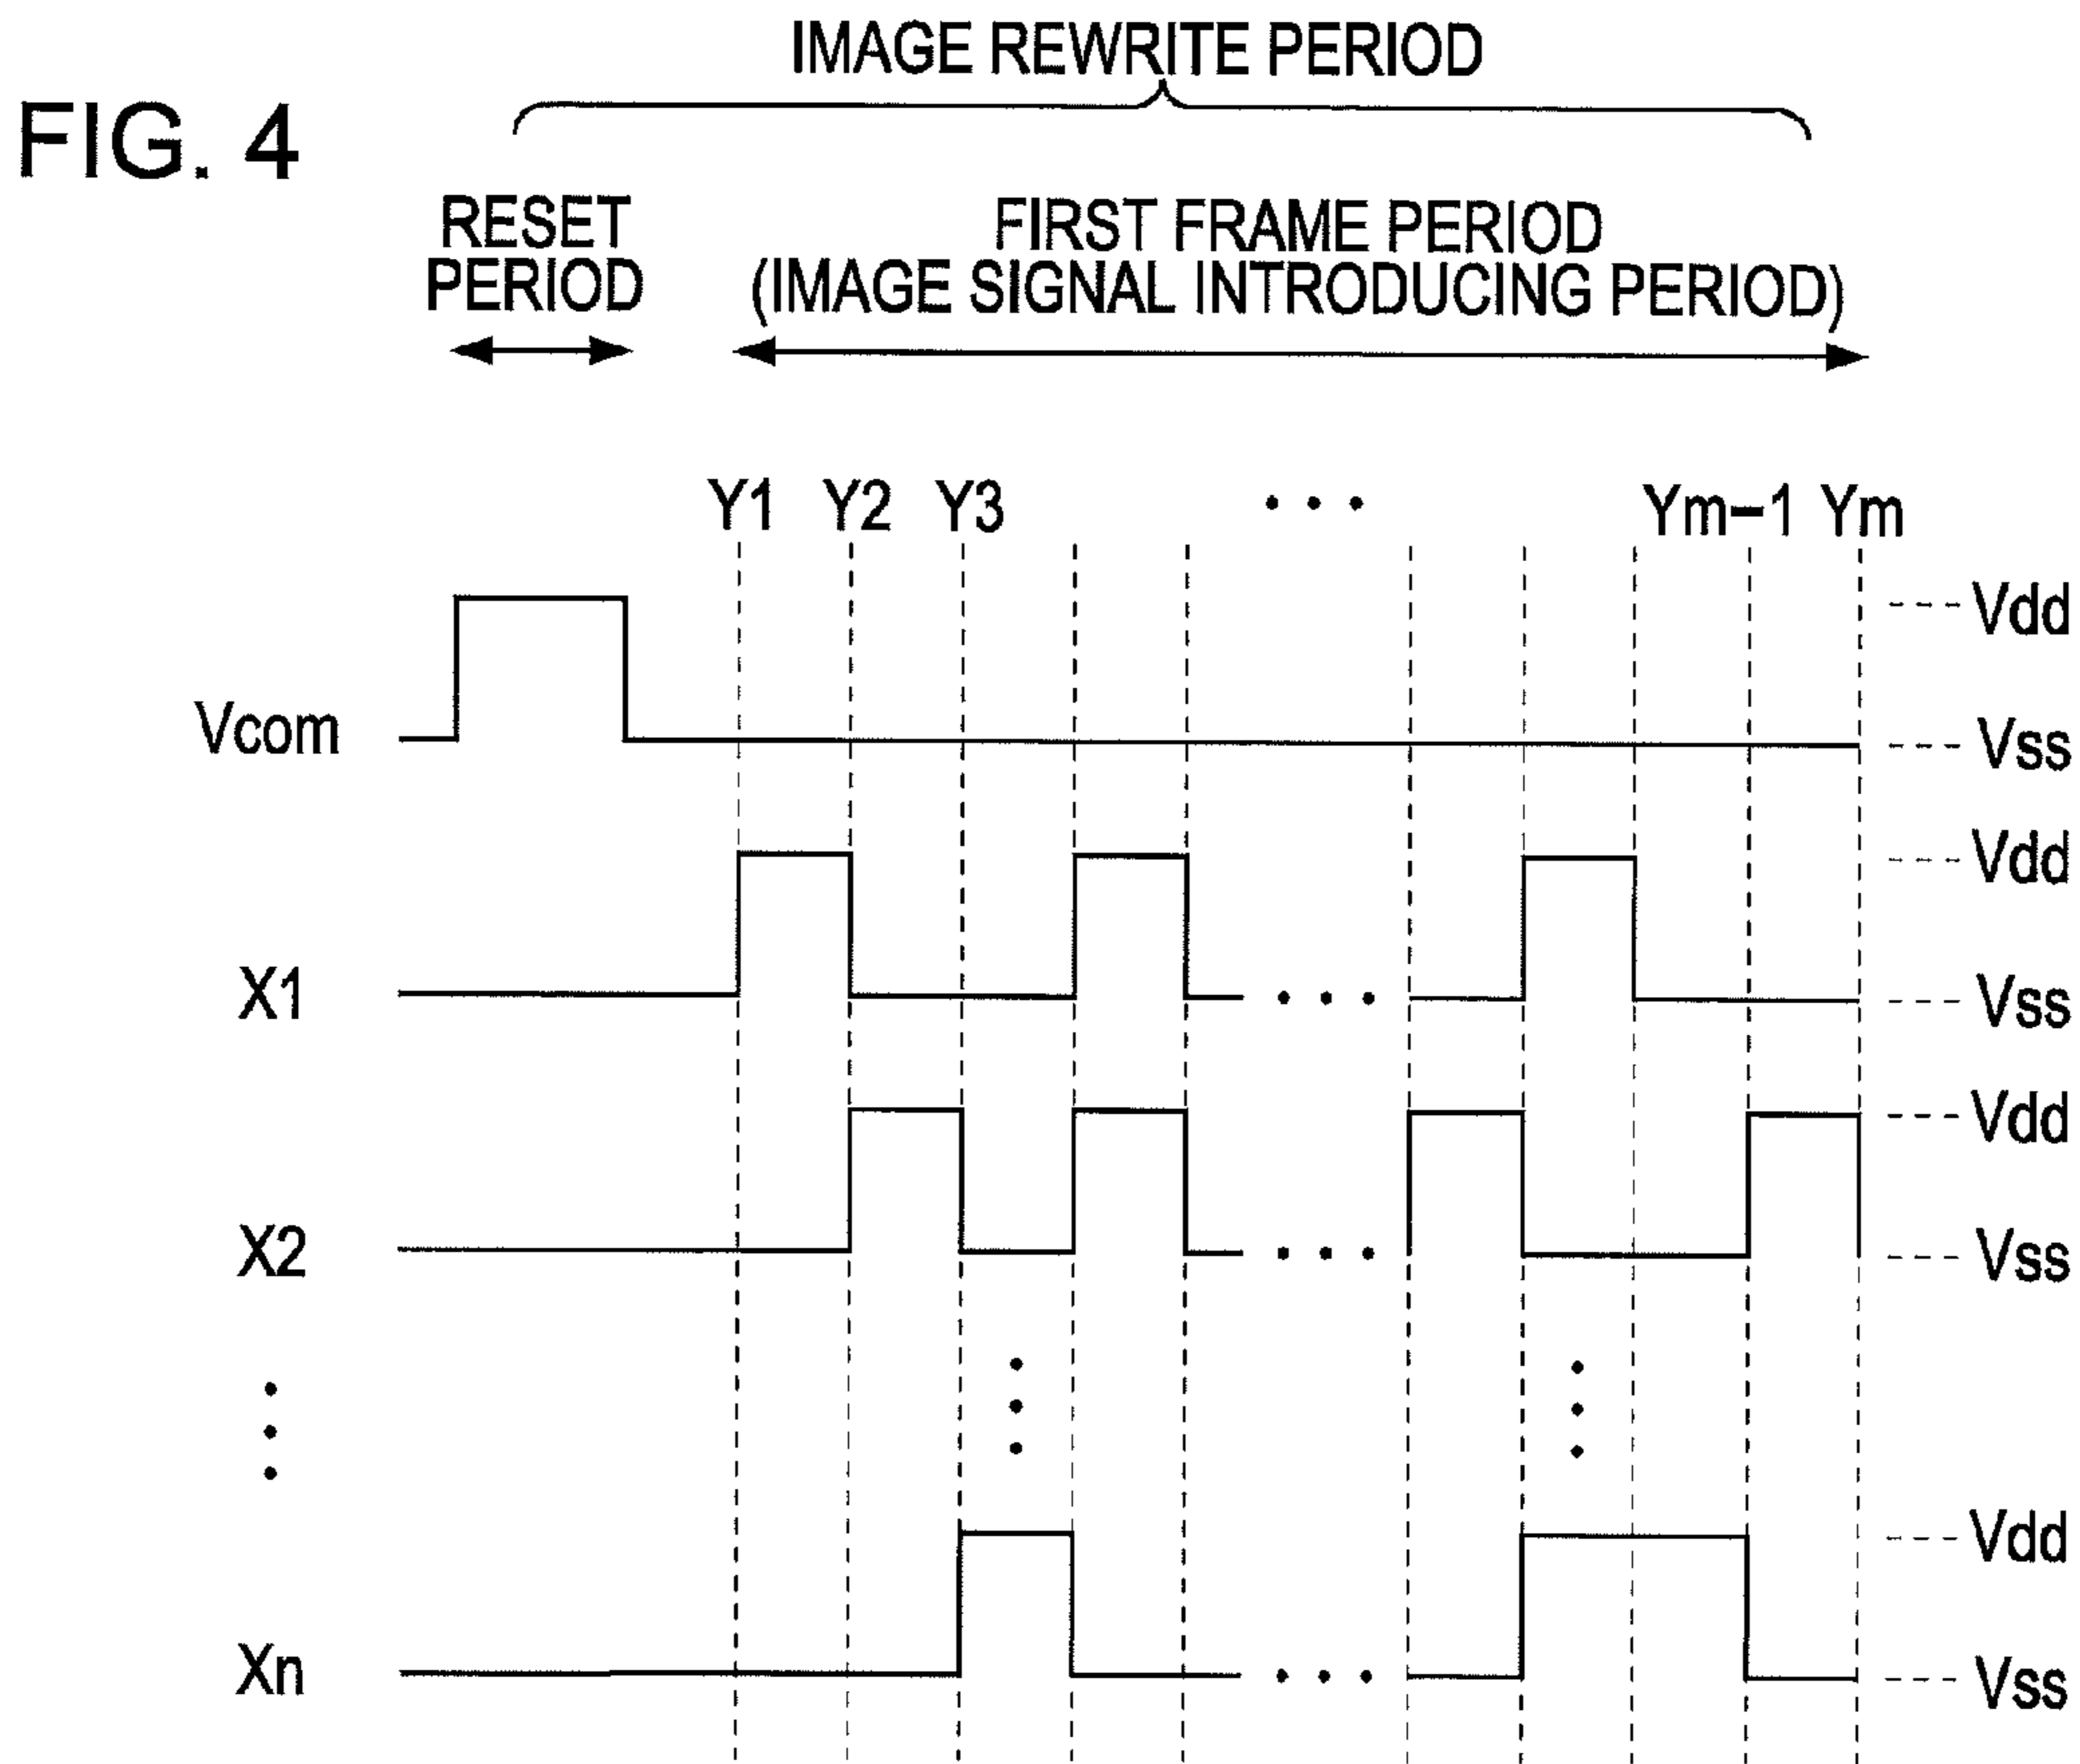 IMAGE REWRITE PERIOD
FIG. 4
RESET
PERIOD
FIRST FRAME PERIOD
(IMAGE SIGNAL INTRODUCING PERIOD)
Y1 Y2 Y3 ··· Ym-1 Ym
Vdd
Vcom Vss
Vdd
X1 ··· Vss
Vdd
X2 ··· Vss
Vdd
Xn ··· Vss